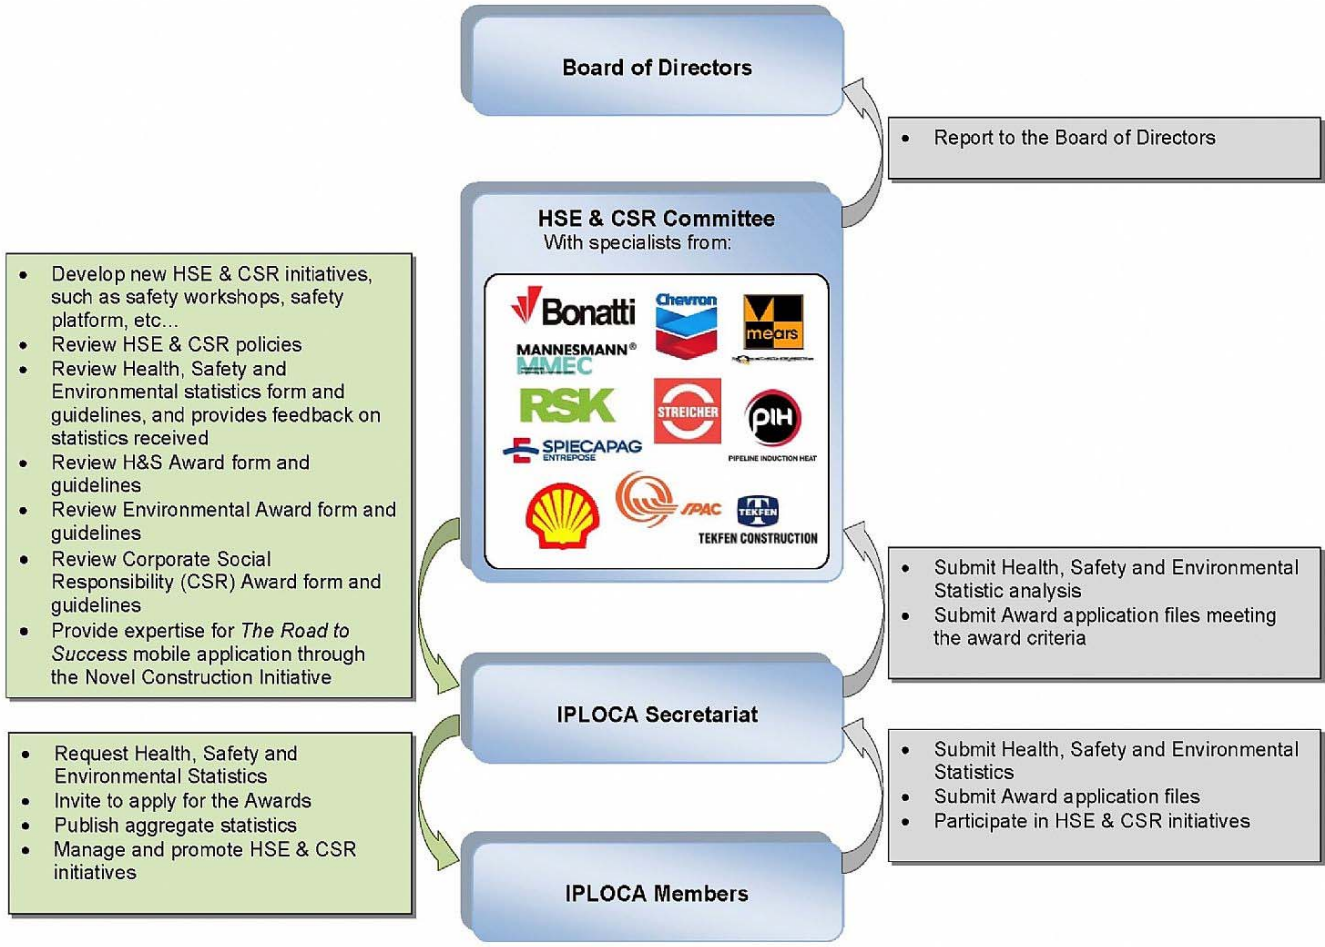 Board of Directors
• Report to the Board of Directors
HSE & CSR Committee
With specialists from:
Bonatti
Chevron
mears
MANNESMANN®
MMEC
RSK
STREICHER
PIH
PIPELINE INDUCTION HEAT
SPIECAPAG
ENTREPOSE
JPAC
TEKFEN
TEKFEN CONSTRUCTION
• Develop new HSE & CSR initiatives,
such as safety workshops, safety
platform, etc...
• Review HSE & CSR policies
• Review Health, Safety and
Environmental statistics form and
guidelines, and provides feedback on
statistics received
• Review H&S Award form and
guidelines
• Review Environmental Award form and
guidelines
• Review Corporate Social
Responsibility (CSR) Award form and
guidelines
• Provide expertise for The Road to
Success mobile application through
the Novel Construction Initiative
• Submit Health, Safety and Environmental
Statistic analysis
• Submit Award application files meeting
the award criteria
IPLOCA Secretariat
• Request Health, Safety and
Environmental Statistics
• Invite to apply for the Awards
• Publish aggregate statistics
• Manage and promote HSE & CSR
initiatives
• Submit Health, Safety and Environmental
Statistics
• Submit Award application files
• Participate in HSE & CSR initiatives
IPLOCA Members